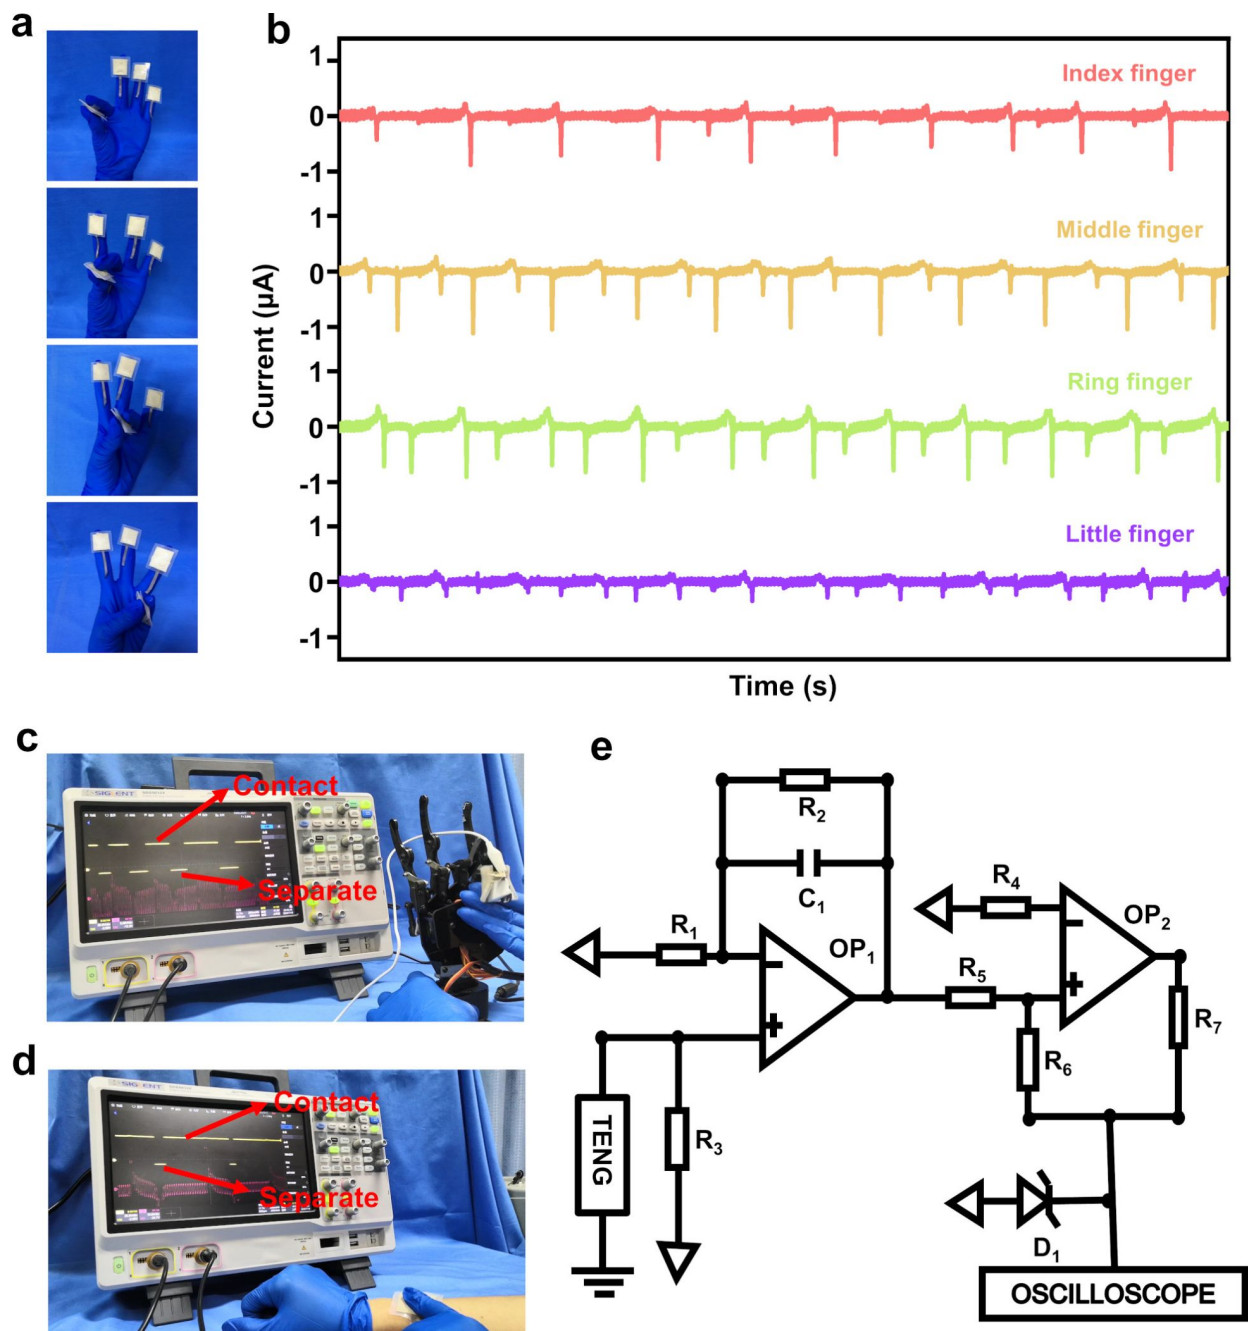 a
b
1
0
-1
1
0
-1
1
0
-1
1
0
-1
Current (µA)
Index finger
Middle finger
Ring finger
Little finger
Time (s)
c
SIGLENT
Contact
Separate
d
SIGLENT
Contact
Separate
e
R2
C1
R1
OP1
R4
OP2
R5
R6
R7
TENG
R3
D1
OSCILLOSCOPE